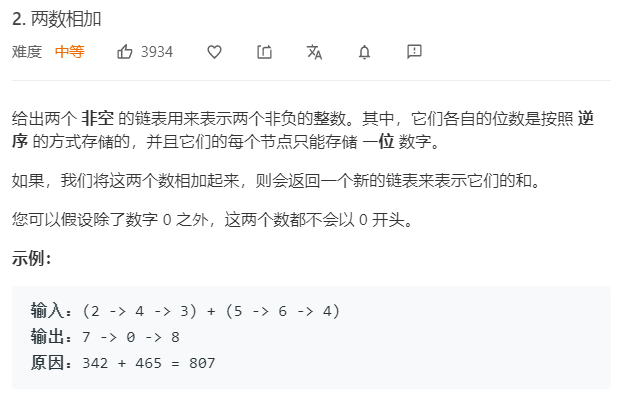 2. 两数相加
难度 中等 3934
给出两个 非空 的链表用来表示两个非负的整数。其中，它们各自的位数是按照 逆
序 的方式存储的，并且它们的每个节点只能存储 一位 数字。
如果，我们将这两个数相加起来，则会返回一个新的链表来表示它们的和。
您可以假设除了数字 0 之外，这两个数都不会以 0 开头。
示例：
输入：(2 -> 4 -> 3) + (5 -> 6 -> 4)
输出：7 -> 0 -> 8
原因：342 + 465 = 807